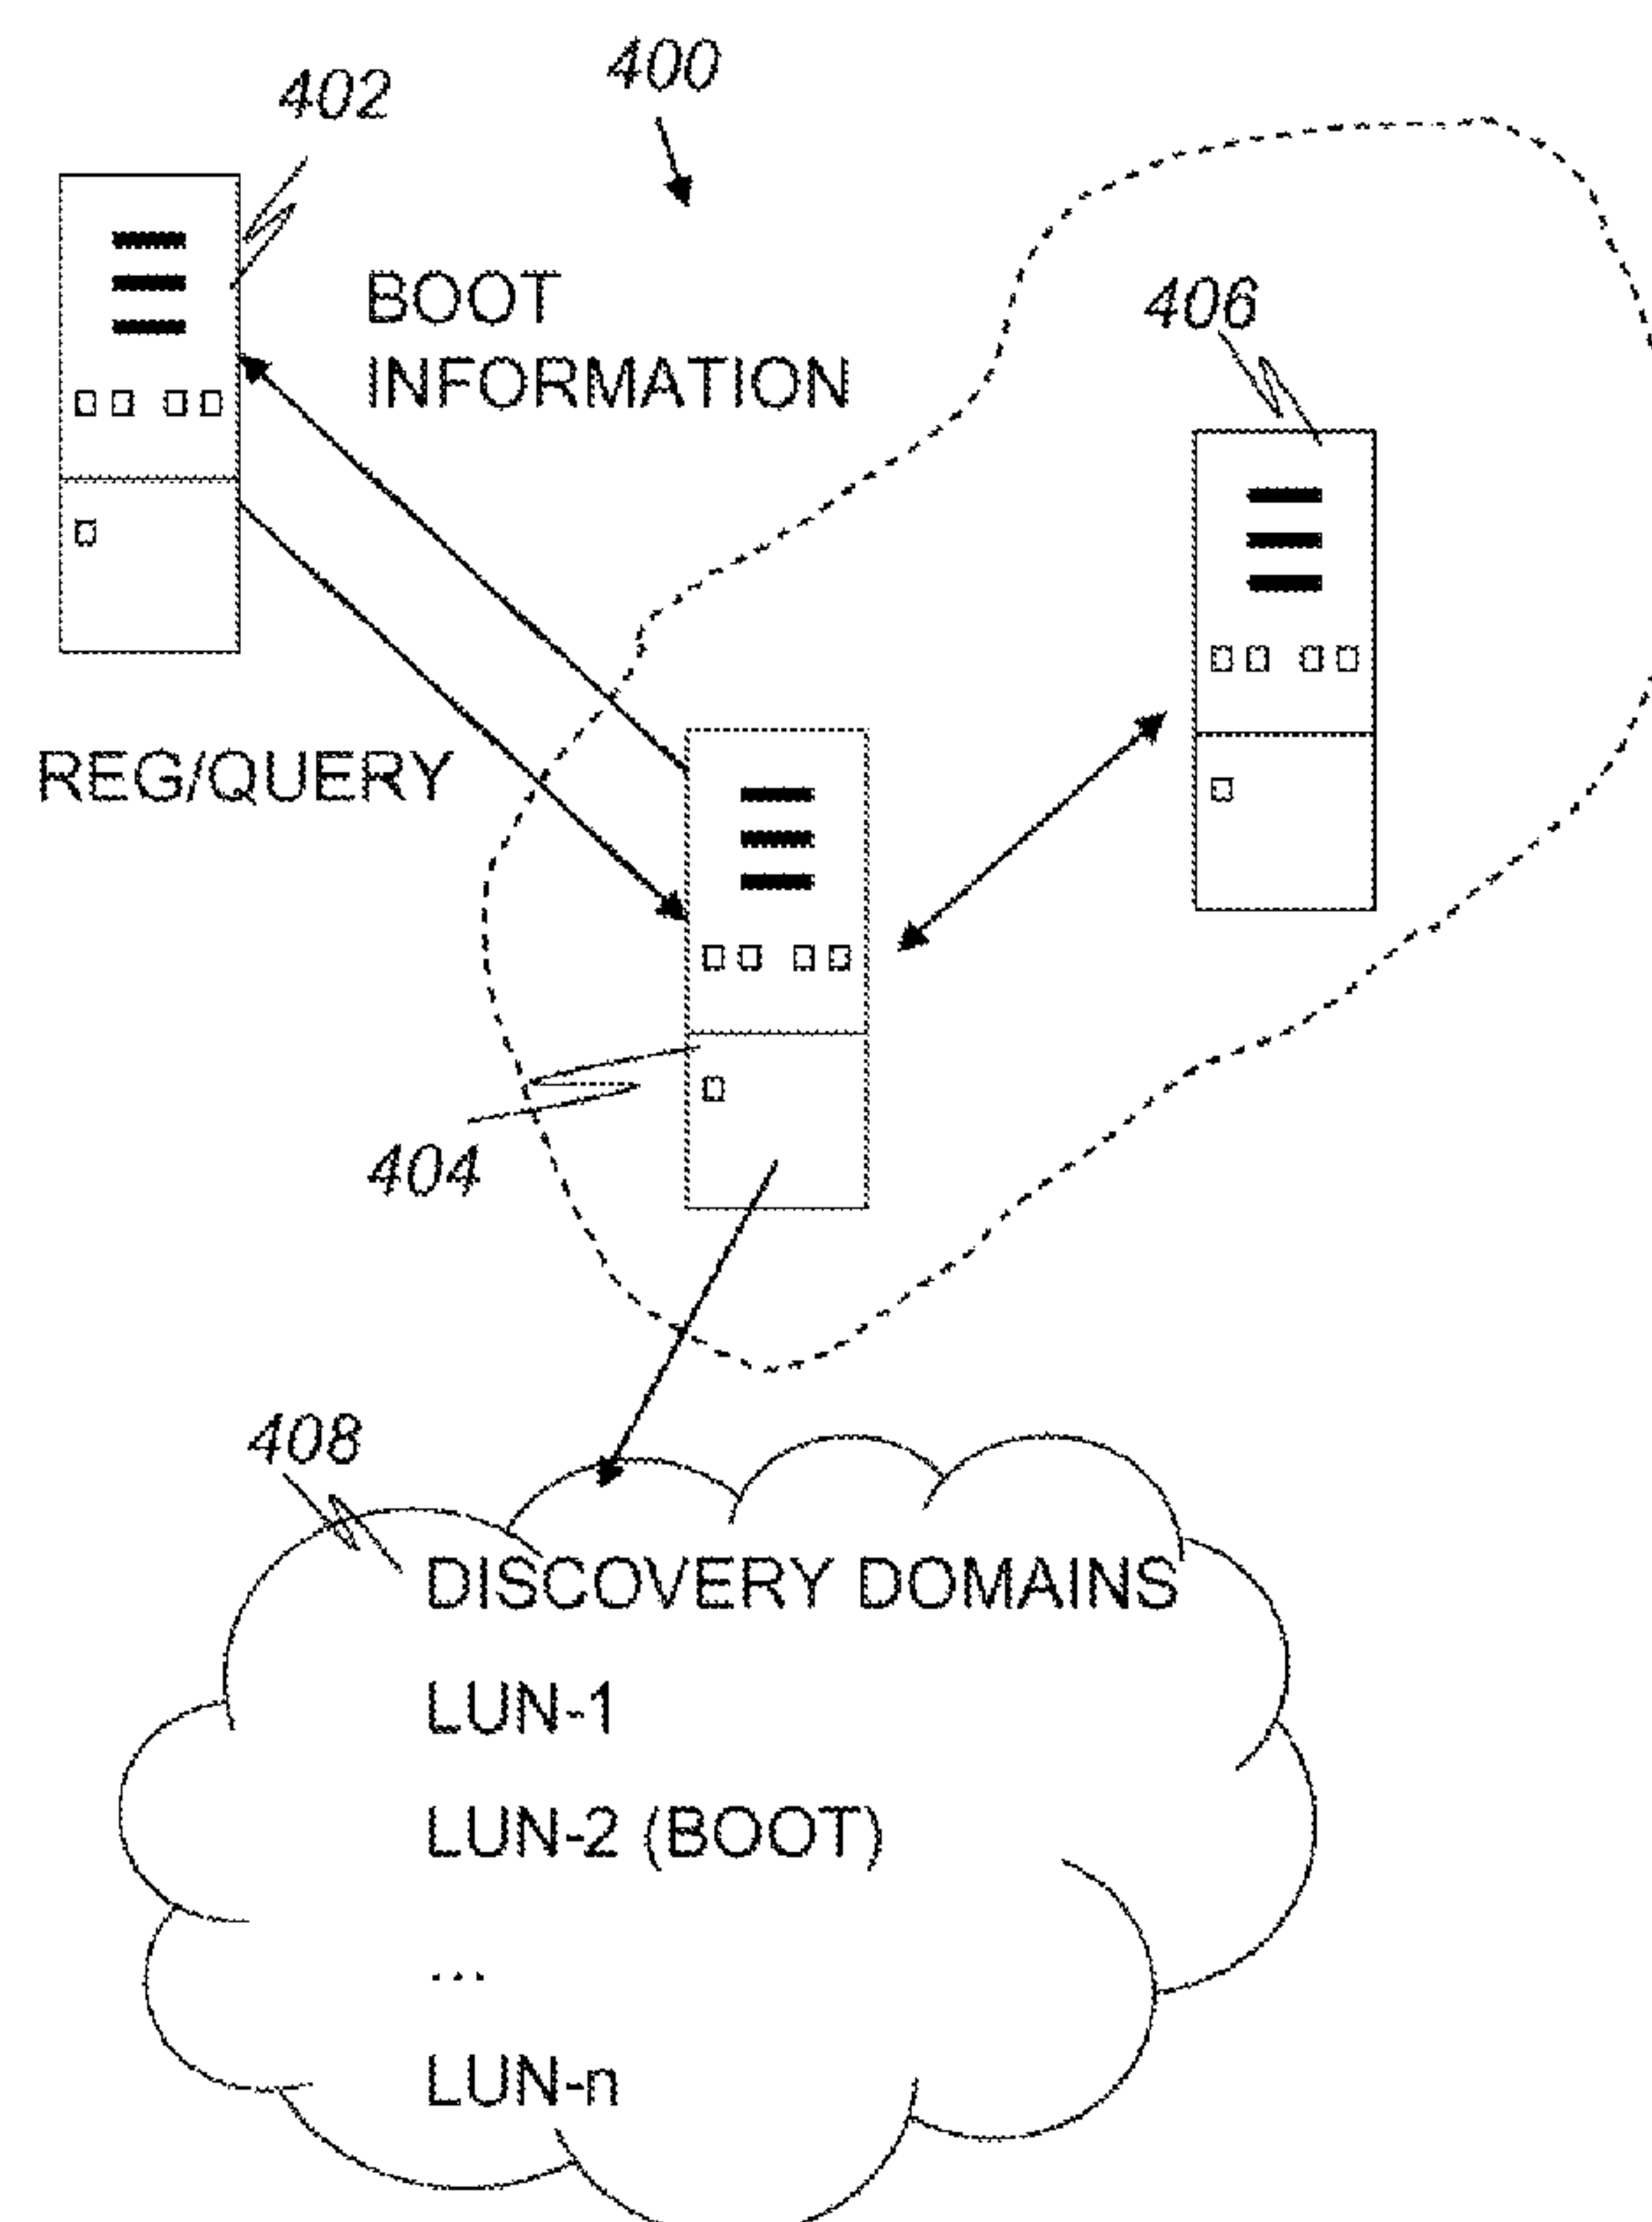 400
402
BOOT
INFORMATION
406
REG/QUERY
404
408
DISCOVERY DOMAINS
LUN-1
LUN-2 (BOOT)
...
LUN-n